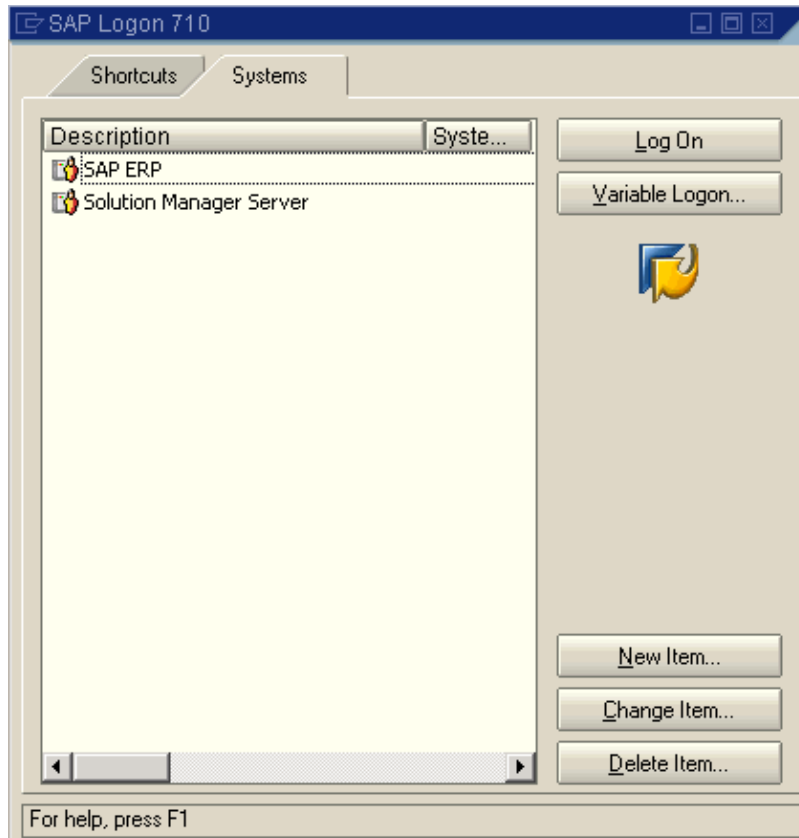 SAP Logon 710
Shortcuts Systems
Description Syste...
SAP ERP
Solution Manager Server
Log On
Variable Logon...
New Item...
Change Item...
Delete Item...
For help, press F1